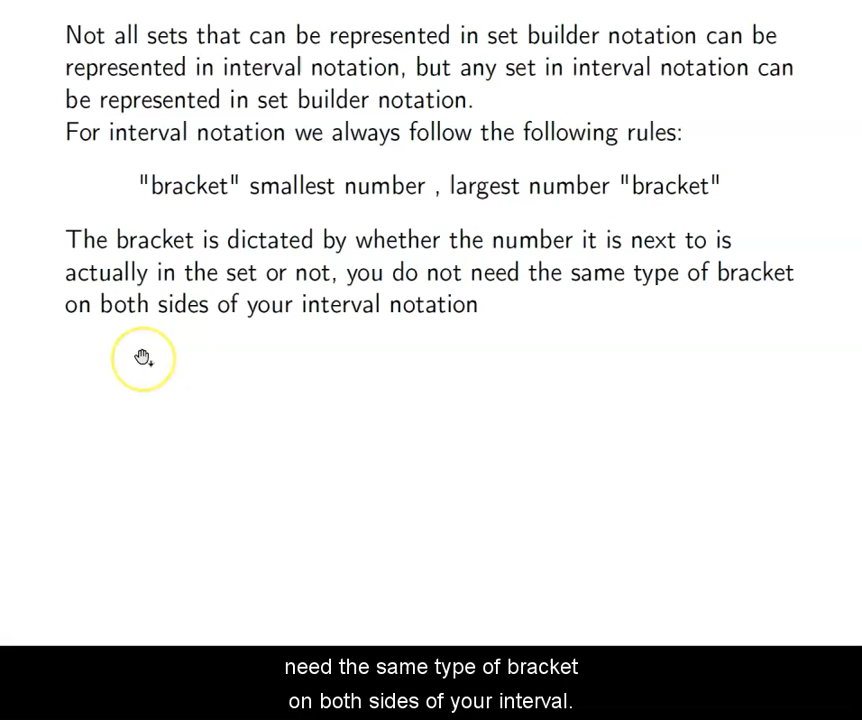 Not all sets that can be represented in set builder notation can be
represented in interval notation, but any set in interval notation can
be represented in set builder notation.
For interval notation we always follow the following rules:
"bracket" smallest number , largest number "bracket"
The bracket is dictated by whether the number it is next to is
actually in the set or not, you do not need the same type of bracket
on both sides of your interval notation
need the same type of bracket
on both sides of your interval.